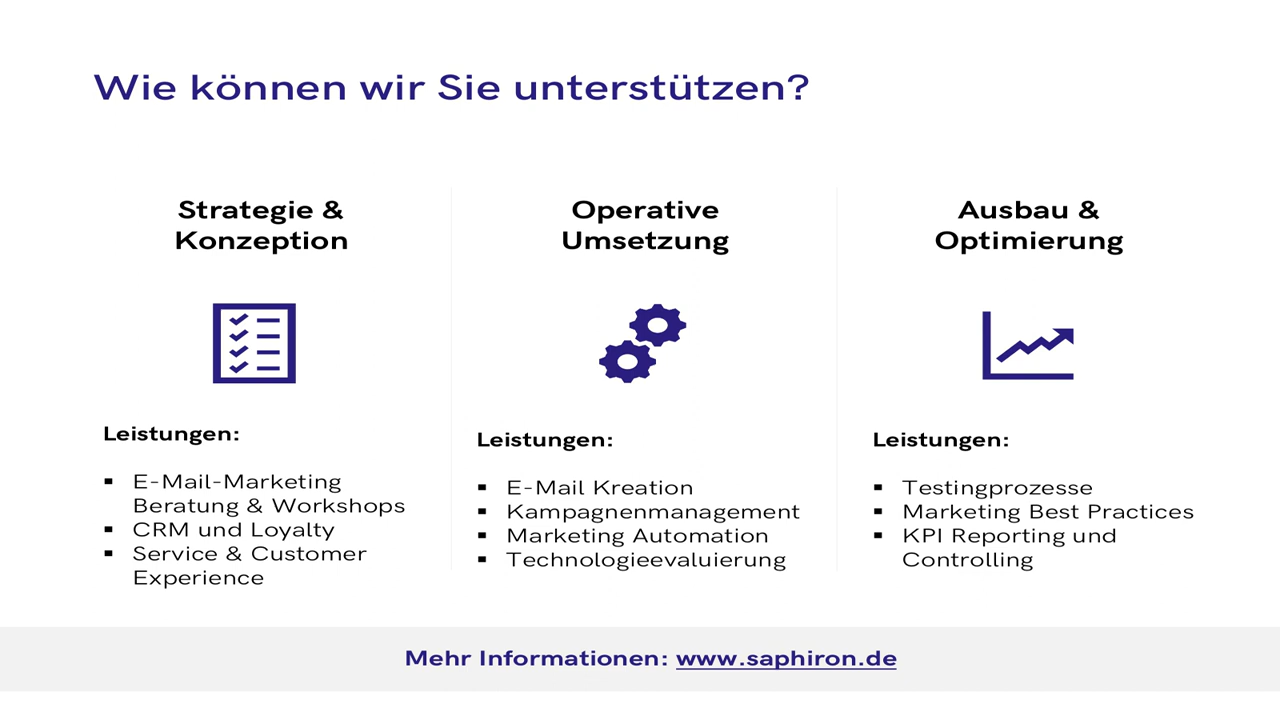 Wie können wir Sie unterstützen?
Strategie &
Konzeption
Leistungen:
▪ E-Mail-Marketing
Beratung & Workshops
▪ CRM und Loyalty
▪ Service & Customer
Experience
Operative
Umsetzung
Leistungen:
▪ E-Mail Kreation
▪ Kampagnenmanagement
▪ Marketing Automation
▪ Technologieevaluierung
Ausbau &
Optimierung
Leistungen:
▪ Testingprozesse
▪ Marketing Best Practices
▪ KPI Reporting und
Controlling
Mehr Informationen: www.saphiron.de